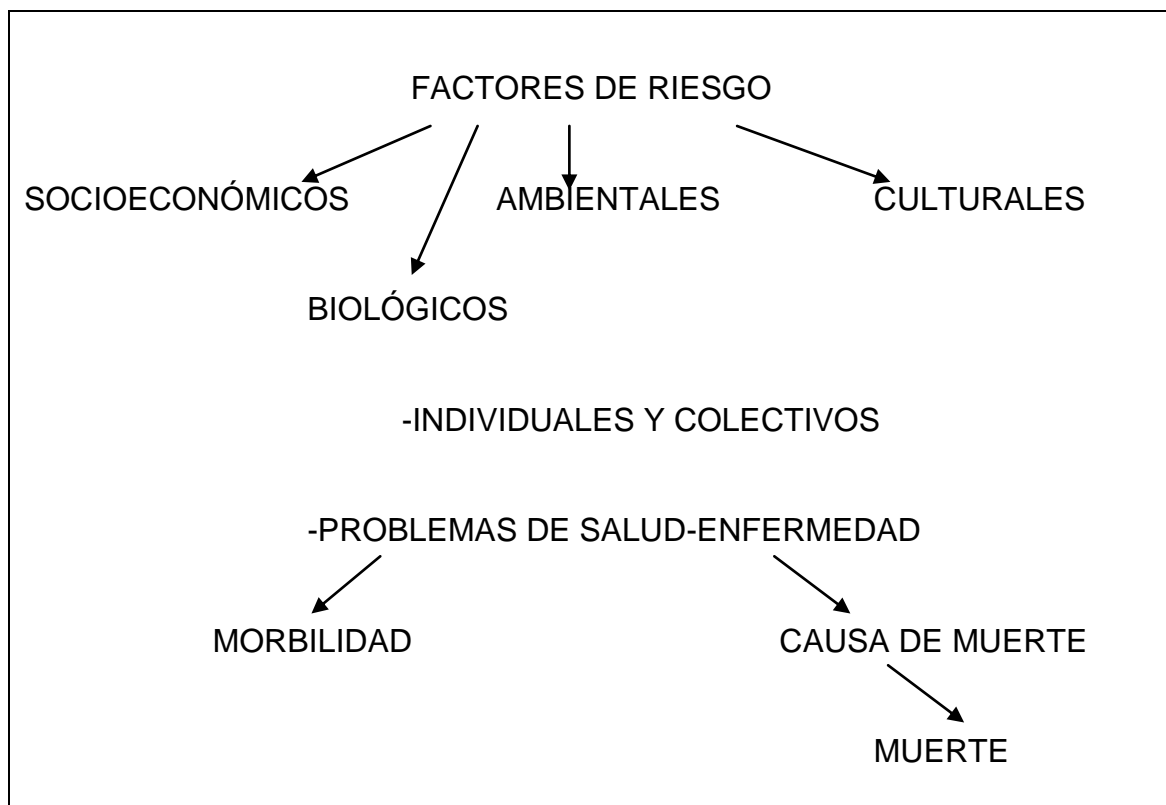 FACTORES DE RIESGO
SOCIOECONÓMICOS AMBIENTALES CULTURALES
BIOLÓGICOS
-INDIVIDUALES Y COLECTIVOS
-PROBLEMAS DE SALUD-ENFERMEDAD
MORBILIDAD CAUSA DE MUERTE
MUERTE